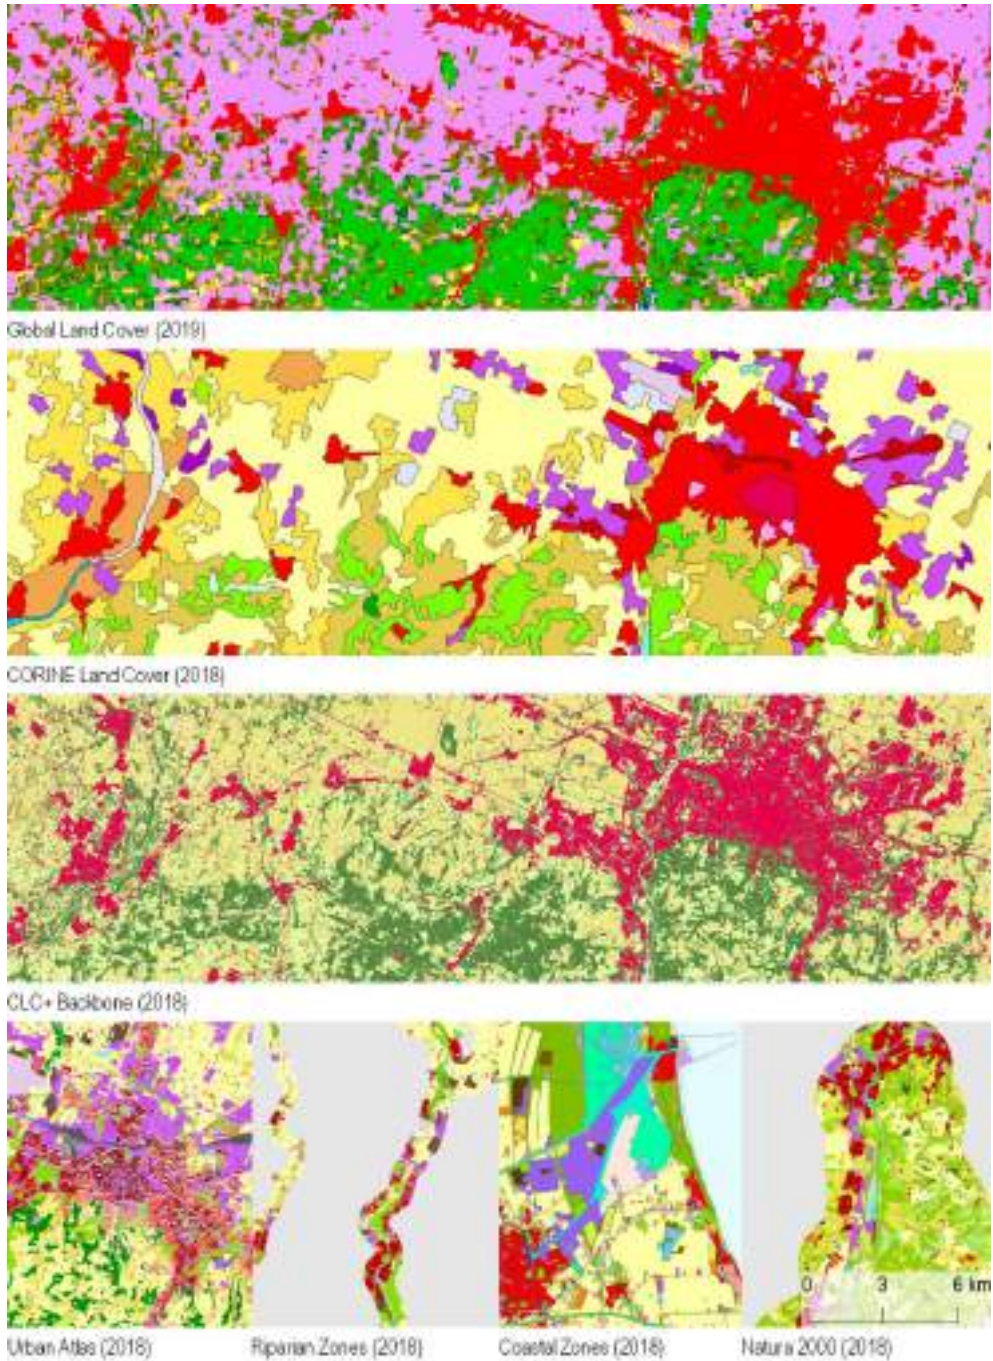 Global Land Cover (2019)
CORINE Land Cover (2018)
CLC+ Backbone (2018)
0 3 6 km
Urban Atlas (2018) Riparian Zones (2018) Coastal Zones (2018) Natura 2000 (2018)